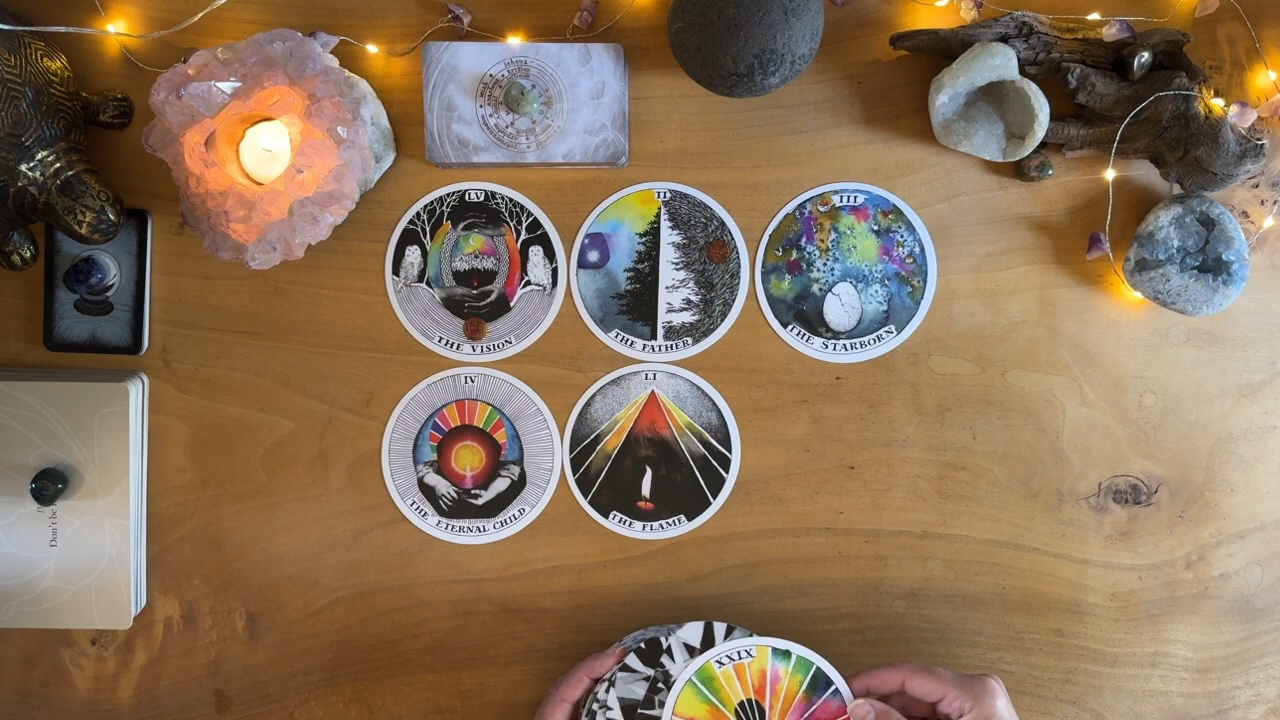 LV
THE VISION
II
THE FATHER
III
THE STARBORN
IV
THE ETERNAL CHILD
LI
THE FLAME
XXIX
Don't be